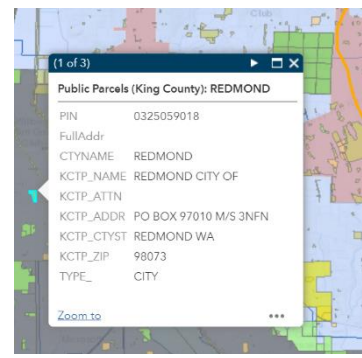 Club
(1 of 3)
Public Parcels (King County): REDMOND
PIN 0325059018
FullAddr
CTYNAME REDMOND
KCTP_NAME REDMOND CITY OF
KCTP_ATTN
KCTP_ADDR PO BOX 97010 M/S 3NFN
KCTP_CTYST REDMOND WA
KCTP_ZIP 98073
TYPE_ CITY
Zoom to